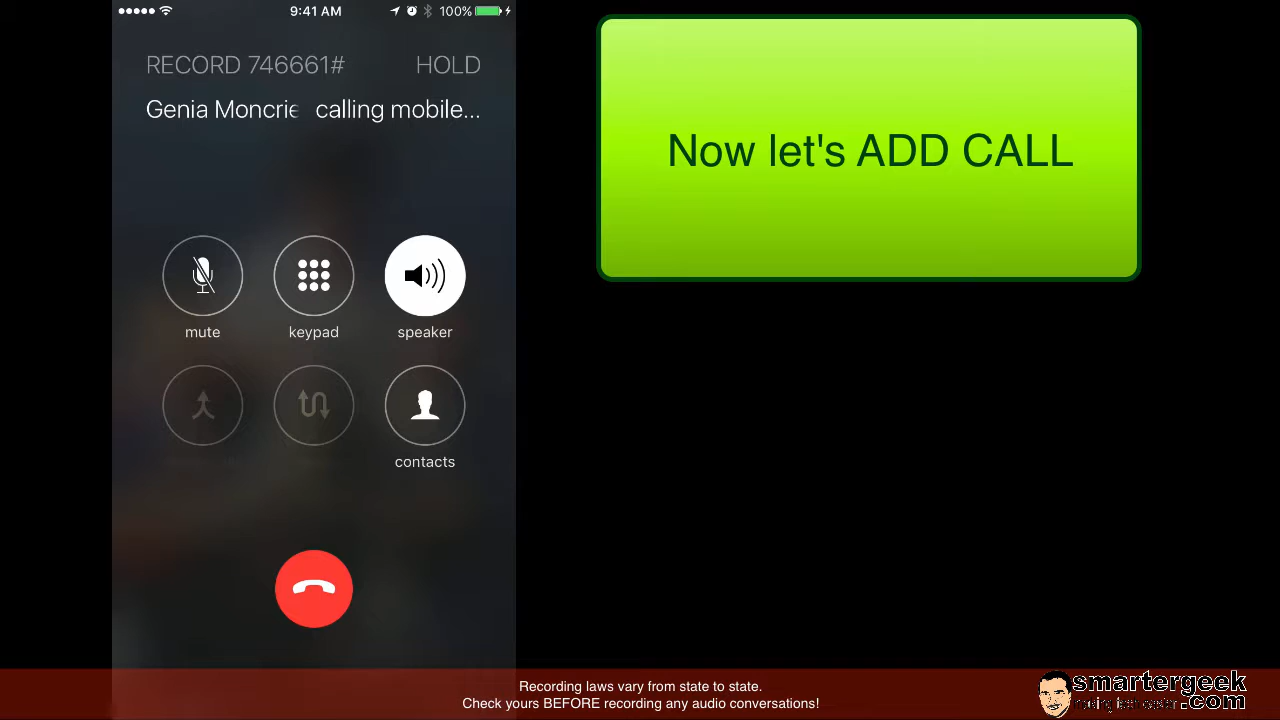 9:41 AM
100%
RECORD 746661# HOLD
Genia Moncrie calling mobile...
Now let's ADD CALL
mute keypad speaker
contacts
Recording laws vary from state to state.
Check yours BEFORE recording any audio conversations!
smartergeek
.com